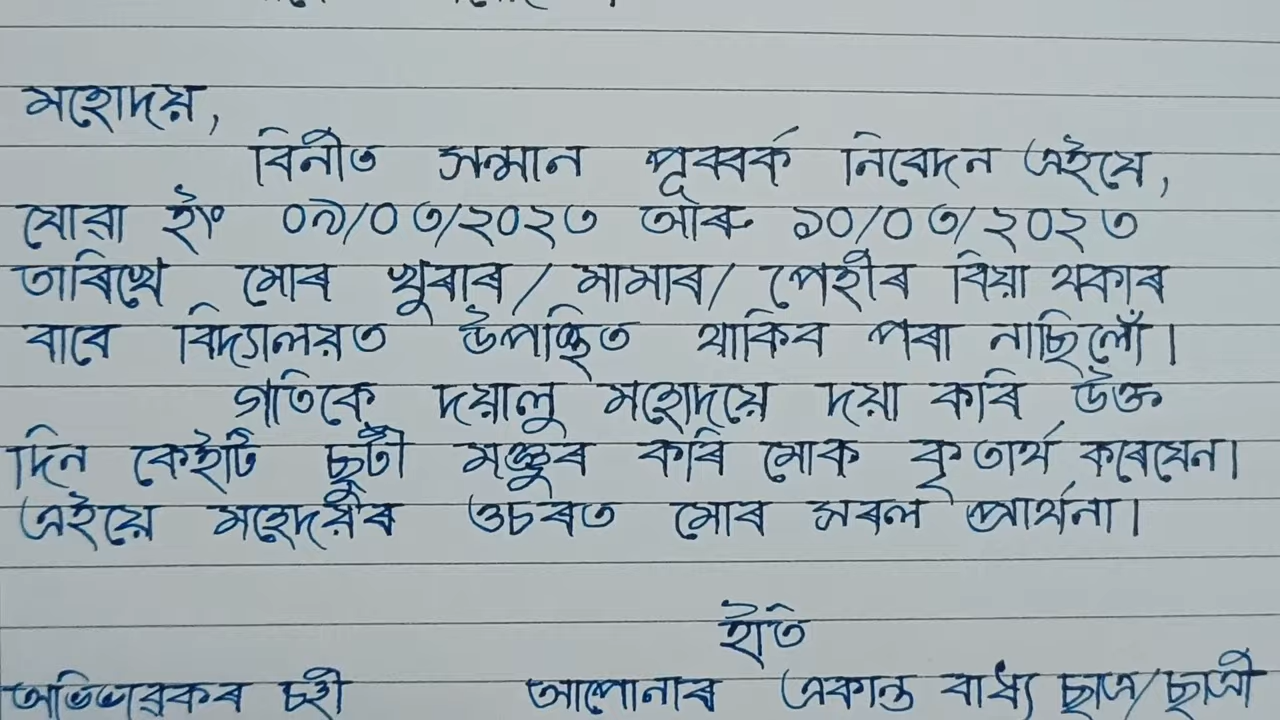 মহোদয়,
বিনীত সন্মান পূৰ্ব্বক নিবেদন এইযে,
যোৱা ইং ০৯/০৩/২০২৩ আৰু ১০/০৩/২০২৩
তাৰিখে মোৰ খুৰাৰ/মামাৰ/পেহীৰ বিয়া থকাৰ
বাবে বিদ্যালয়ত উপস্থিত থাকিব পৰা নাছিলোঁ।
গতিকে দয়ালু মহোদয়ে দয়া কৰি উক্ত
দিন কেইটি ছুটী মঞ্জুৰ কৰি মোক কৃতাৰ্থ কৰেযেন।
এইয়ে মহোদয়ৰ ওচৰত মোৰ সৰল প্ৰাৰ্থনা।
ইতি
অভিভাৱকৰ চহী আপোনাৰ একান্ত বাধ্য ছাত্ৰ/ছাত্ৰী